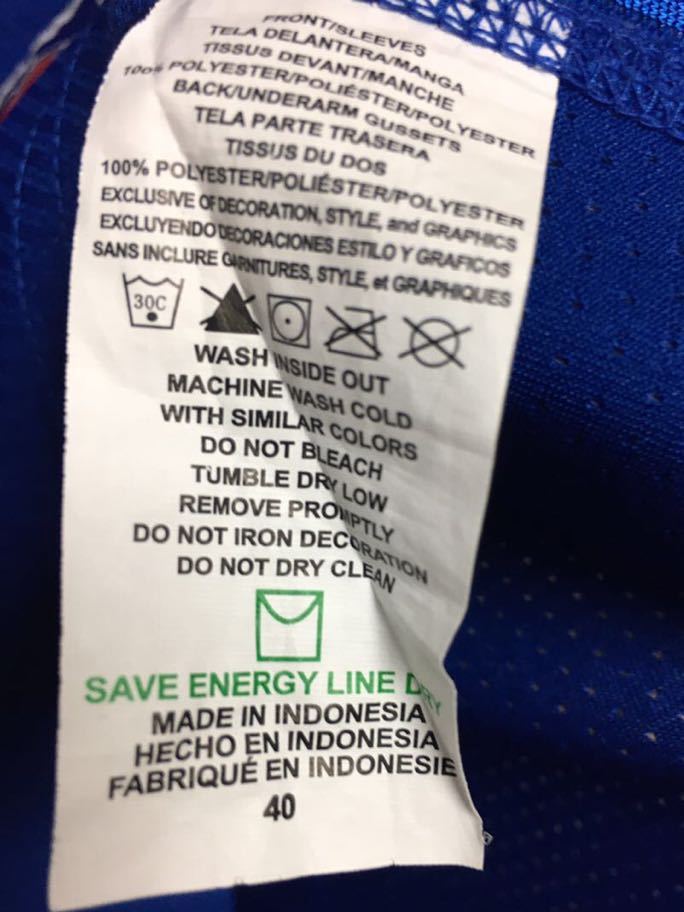 FRONT/SLEEVES
TELA DELANTERA/MANGA
TISSUS DEVANT/MANCHE
100% POLYESTER/POLIÉSTER/POLYESTER
BACK/UNDERARM GUSSETS
TELA PARTE TRASERA
TISSUS DU DOS
100% POLYESTER/POLIÉSTER/POLYESTER
EXCLUSIVE OF DECORATION, STYLE, and GRAPHICS
EXCLUYENDO DECORACIONES ESTILO Y GRAFICOS
SANS INCLURE GARNITURES, STYLE, et GRAPHIQUES
30C
WASH INSIDE OUT
MACHINE WASH COLD
WITH SIMILAR COLORS
DO NOT BLEACH
TUMBLE DRY LOW
REMOVE PROMPTLY
DO NOT IRON DECORATION
DO NOT DRY CLEAN
SAVE ENERGY LINE DRY
MADE IN INDONESIA
HECHO EN INDONESIA
FABRIQUÉ EN INDONESIE
40